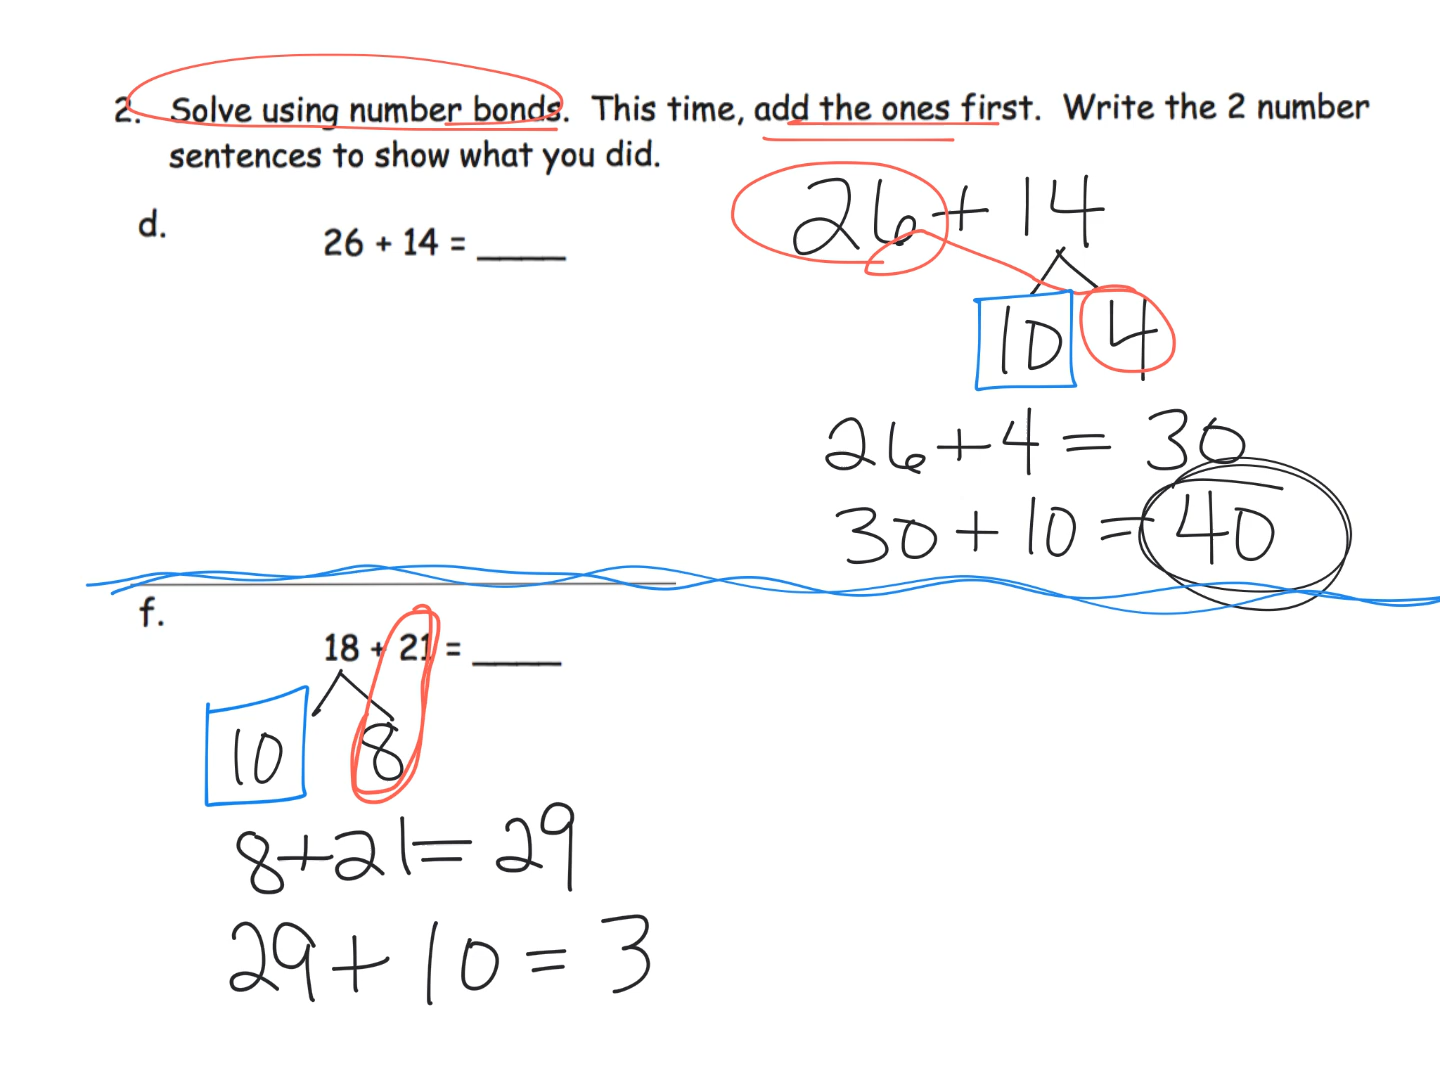 2. Solve using number bonds. This time, add the ones first. Write the 2 number
sentences to show what you did.
d. 26 + 14 = ____
26 + 14
10 4
26 + 4 = 30
30 + 10 = 40
f. 18 + 21 = ____
10 8
8 + 21 = 29
29 + 10 = 3